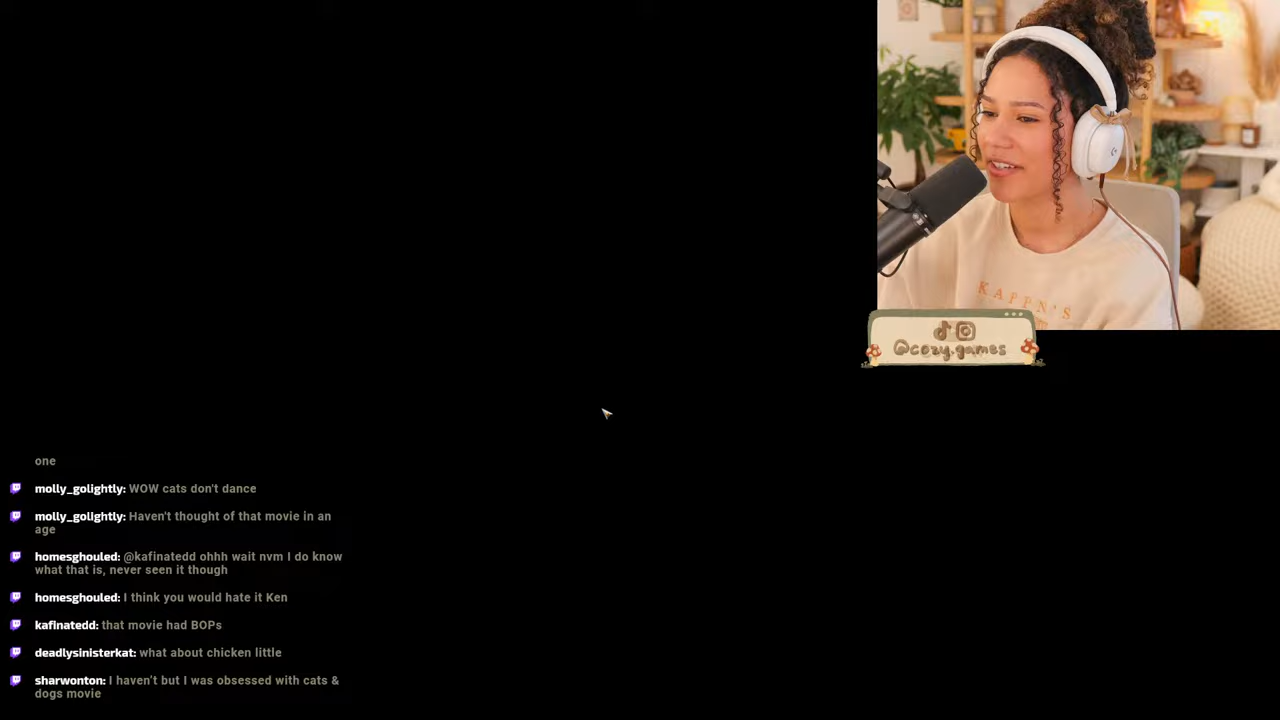 KAPPN'S
@cozy.games
one
molly_golightly: WOW cats don't dance
molly_golightly: Haven't thought of that movie in an
age
homesghouled: @kafinatedd ohhh wait nvm I do know
what that is, never seen it though
homesghouled: I think you would hate it Ken
kafinatedd: that movie had BOPs
deadlysinisterkat: what about chicken little
sharwonton: I haven't but I was obsessed with cats &
dogs movie